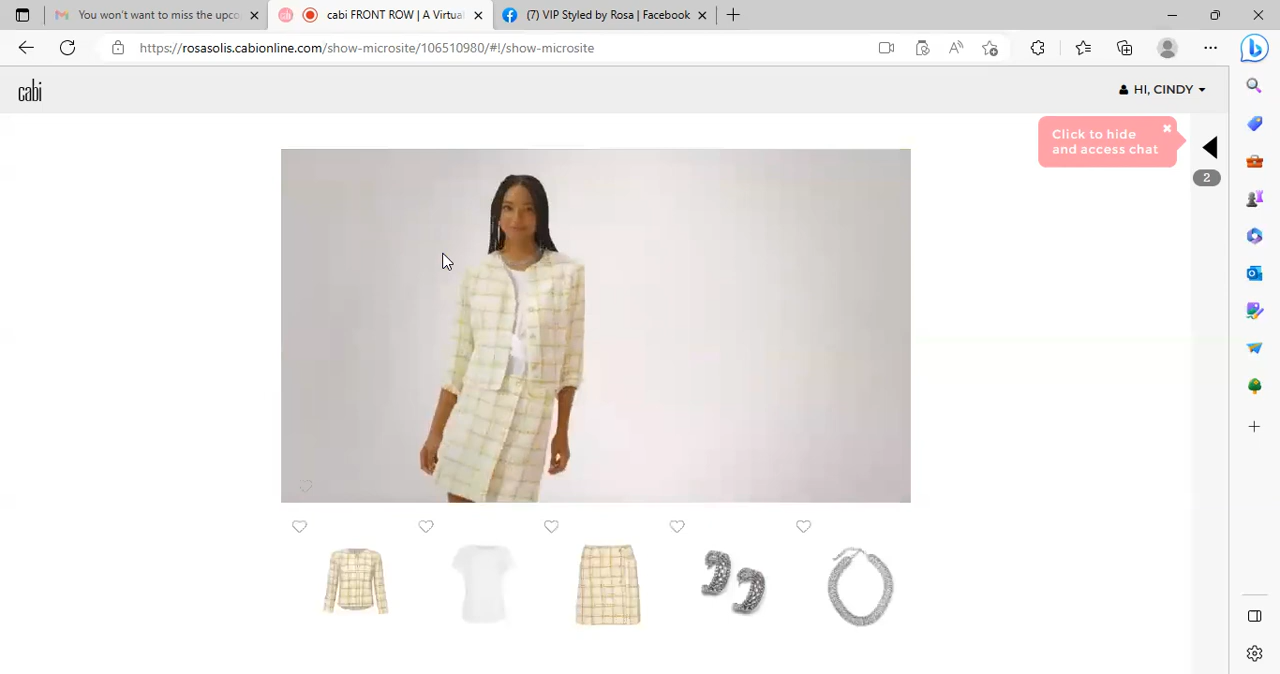 You won't want to miss the upco
cabi FRONT ROW | A Virtual
(7) VIP Styled by Rosa | Facebook
https://rosasolis.cabionline.com/show-microsite/106510980/#!/show-microsite
cabi
HI, CINDY
Click to hide
and access chat
2